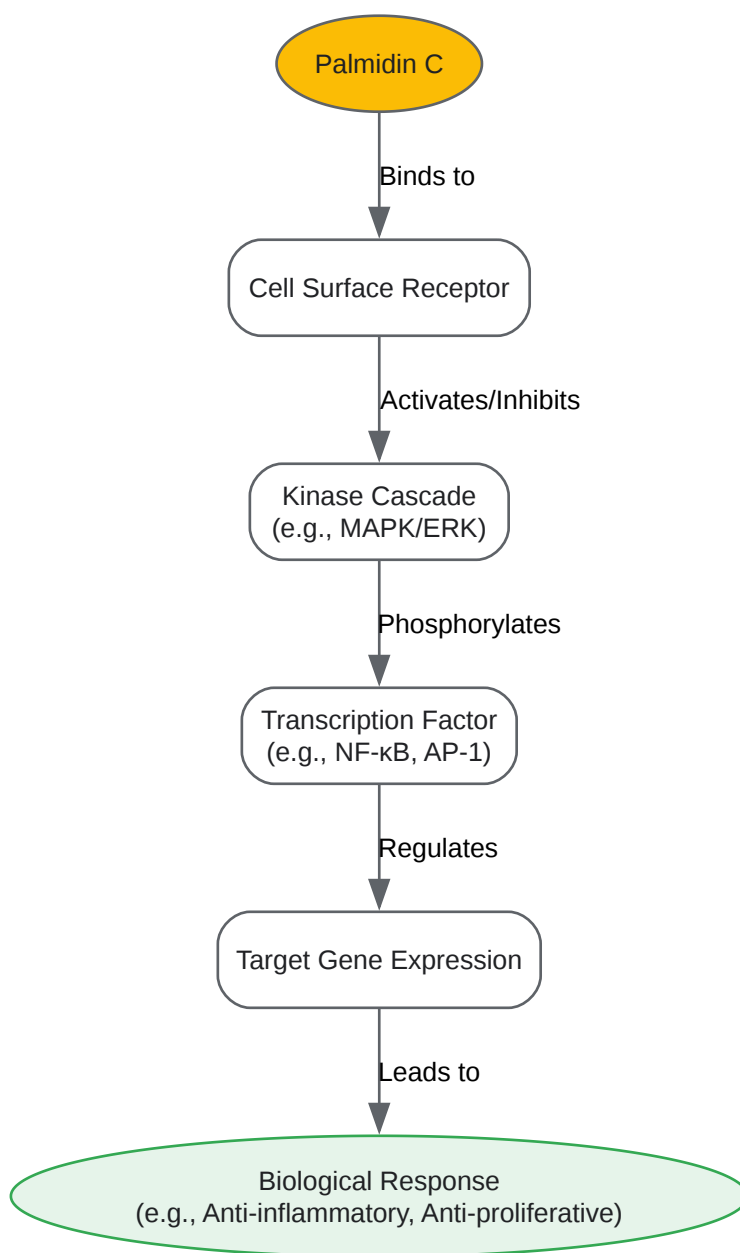 Palmidin C
Binds to
Cell Surface Receptor
Activates/Inhibits
Kinase Cascade
(e.g., MAPK/ERK)
Phosphorylates
Transcription Factor
(e.g., NF-κB, AP-1)
Regulates
Target Gene Expression
Leads to
Biological Response
(e.g., Anti-inflammatory, Anti-proliferative)